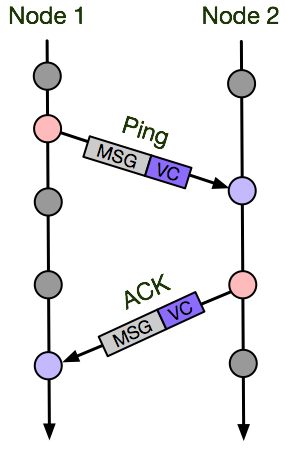 Node 1
Node 2
Ping
MSG
VC
ACK
MSG
VC